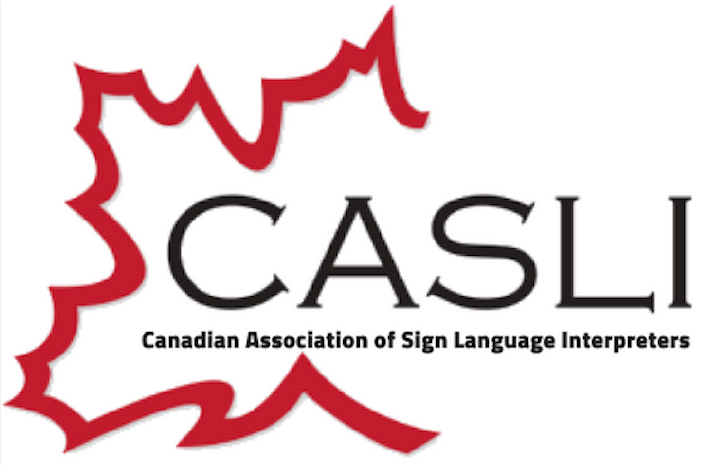 CASLI
Canadian Association of Sign Language Interpreters